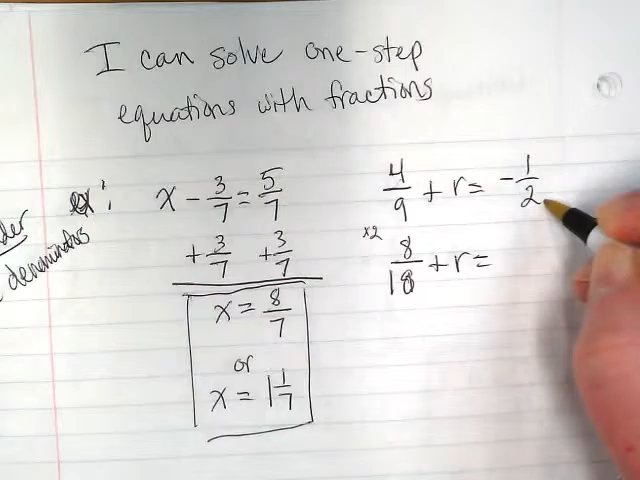 I can solve one-step
equations with fractions
ex:
denominators
x - 3/7 = 5/7
+ 3/7 + 3/7
x = 8/7
or
x = 1 1/7
4/9 + r = - 1/2
x2 8/18 + r =